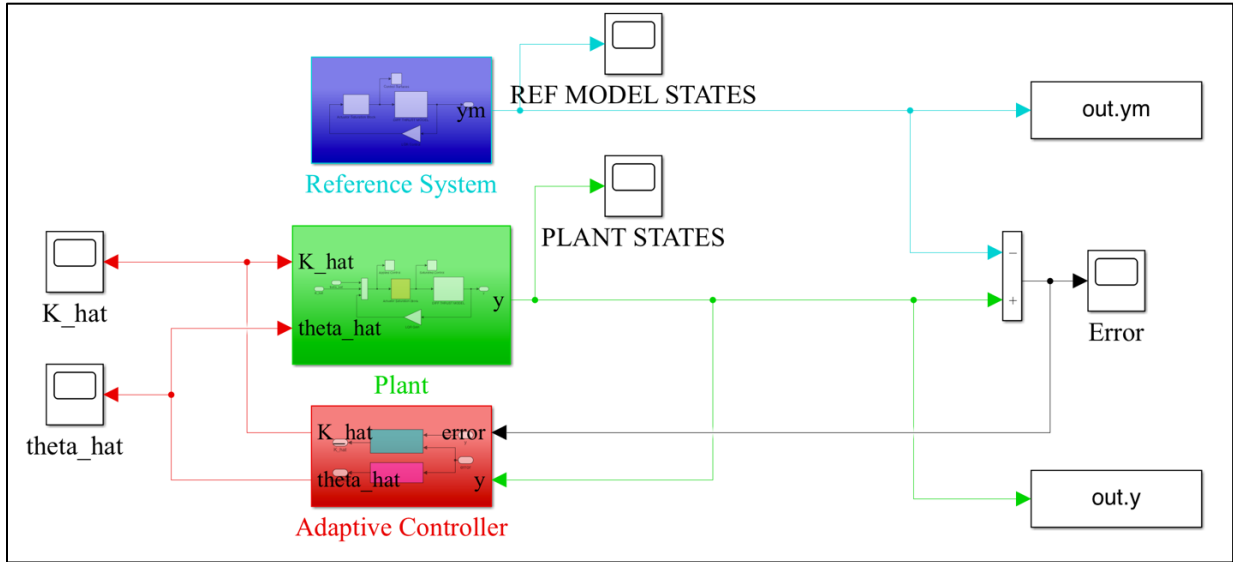 REF MODEL STATES
ym
out.ym
Reference System
PLANT STATES
K_hat
K_hat
y
theta_hat
−
+
Error
Plant
theta_hat
K_hat
error
theta_hat
y
out.y
Adaptive Controller